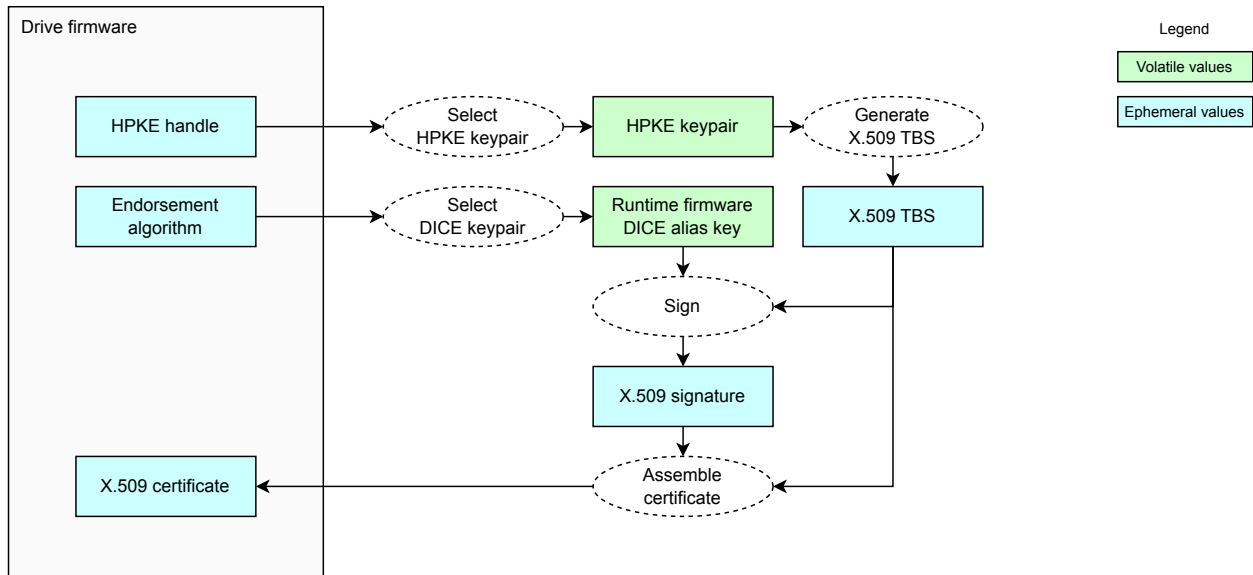 Drive firmware
Legend
Volatile values
Ephemeral values
HPKE handle
Select
HPKE keypair
HPKE keypair
Generate
X.509 TBS
Endorsement
algorithm
Select
DICE keypair
Runtime firmware
DICE alias key
X.509 TBS
Sign
X.509 signature
X.509 certificate
Assemble
certificate